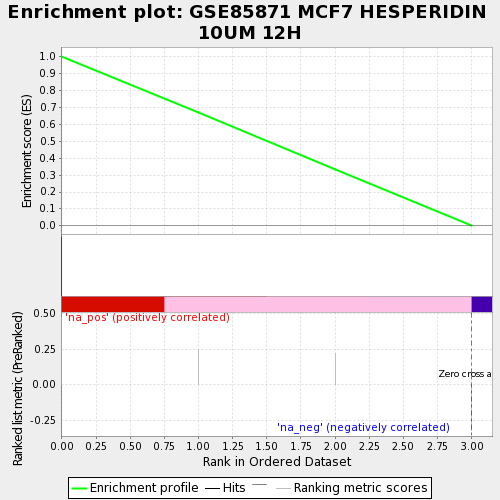 Enrichment plot: GSE85871 MCF7 HESPERIDIN
10UM 12H
Enrichment score (ES)
1.0
0.9
0.8
0.7
0.6
0.5
0.4
0.3
0.2
0.1
0.0
'na_pos' (positively correlated)
Ranked list metric (PreRanked)
0.50
0.25
0.00
-0.25
Zero cross a
'na_neg' (negatively correlated)
0.00 0.25 0.50 0.75 1.00 1.25 1.50 1.75 2.00 2.25 2.50 2.75 3.00
Rank in Ordered Dataset
Enrichment profile Hits Ranking metric scores